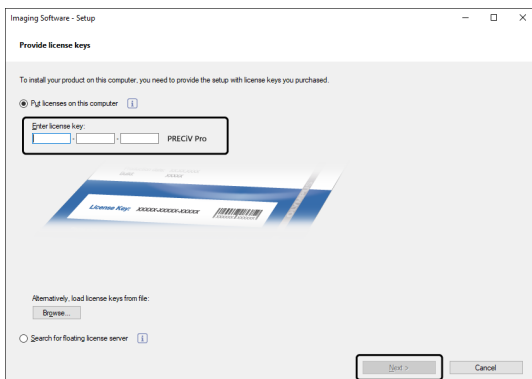 Imaging Software - Setup
Provide license keys
To install your product on this computer, you need to provide the setup with license keys you purchased.
Put licenses on this computer
Enter license key:
- - PRECiV Pro
License Key: XXXXX-XXXXX-XXXXX
Alternatively, load license keys from file:
Browse...
Search for floating license server
Next >
Cancel